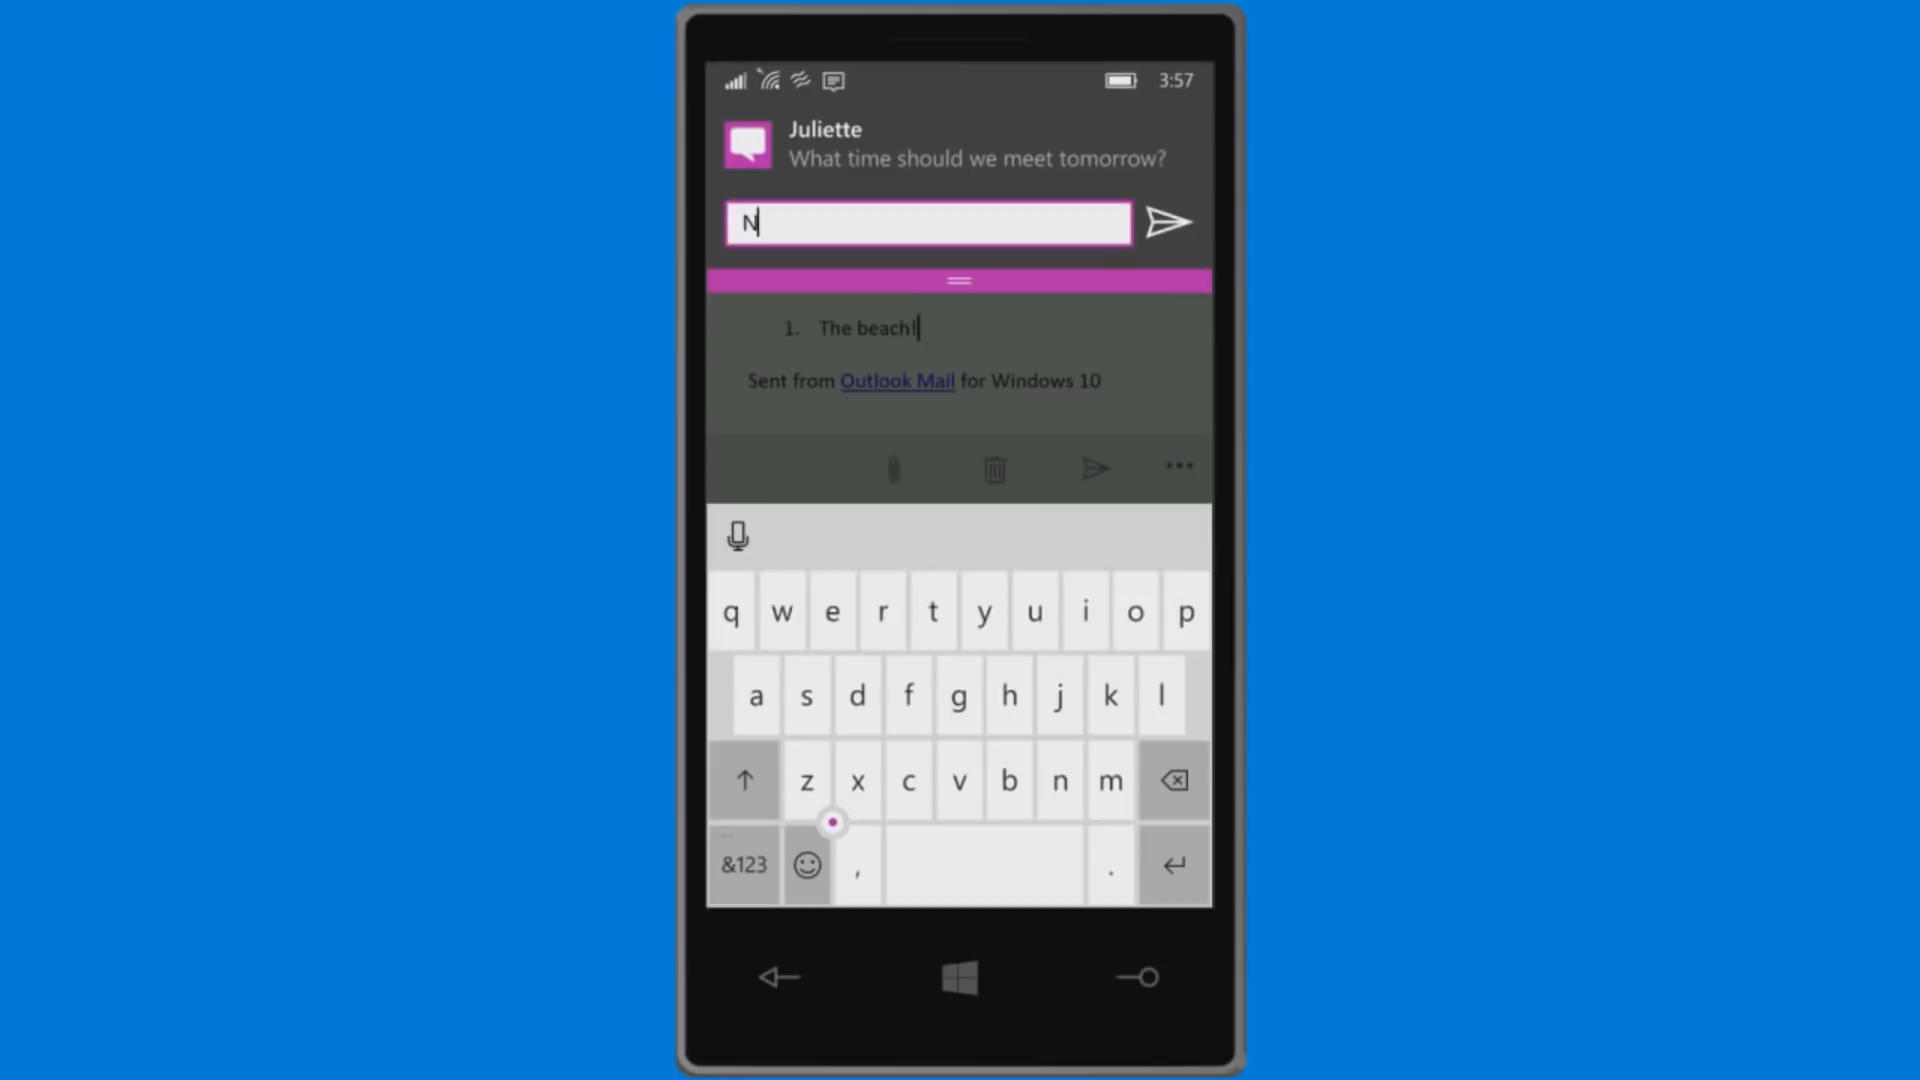 3:57
Juliette
What time should we meet tomorrow?
N
1. The beach!
Sent from Outlook Mail for Windows 10
q w e r t y u i o p
a s d f g h j k l
z x c v b n m
&123 , .